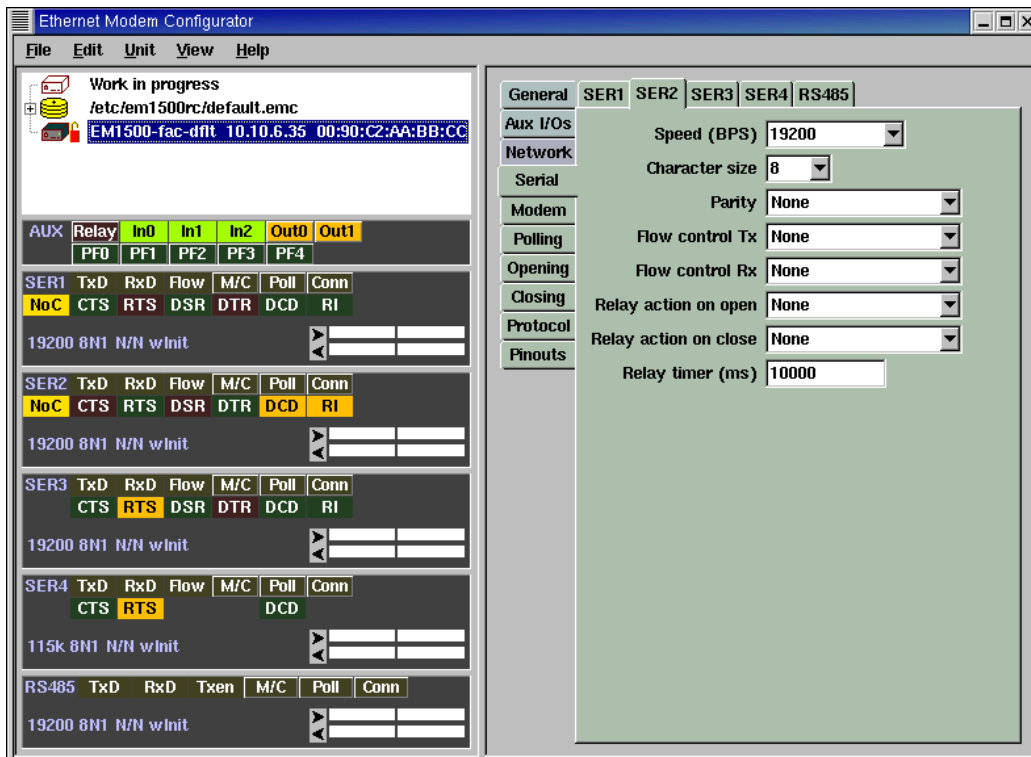 Ethernet Modem Configurator
File Edit Unit View Help
Work in progress
/etc/em1500rc/default.emc
EM1500-fac-dflt 10.10.6.35 00:90:C2:AA:BB:CC
AUX Relay In0 In1 In2 Out0 Out1
PF0 PF1 PF2 PF3 PF4
SER1 TxD RxD Flow M/C Poll Conn
NoC CTS RTS DSR DTR DCD RI
19200 8N1 N/N wInit
SER2 TxD RxD Flow M/C Poll Conn
NoC CTS RTS DSR DTR DCD RI
19200 8N1 N/N wInit
SER3 TxD RxD Flow M/C Poll Conn
CTS RTS DSR DTR DCD RI
19200 8N1 N/N wInit
SER4 TxD RxD Flow M/C Poll Conn
CTS RTS DCD
115k 8N1 N/N wInit
RS485 TxD RxD Txen M/C Poll Conn
19200 8N1 N/N wInit
General
Aux I/Os
Network
Serial
Modem
Polling
Opening
Closing
Protocol
Pinouts
SER1 SER2 SER3 SER4 RS485
Speed (BPS) 19200
Character size 8
Parity None
Flow control Tx None
Flow control Rx None
Relay action on open None
Relay action on close None
Relay timer (ms) 10000